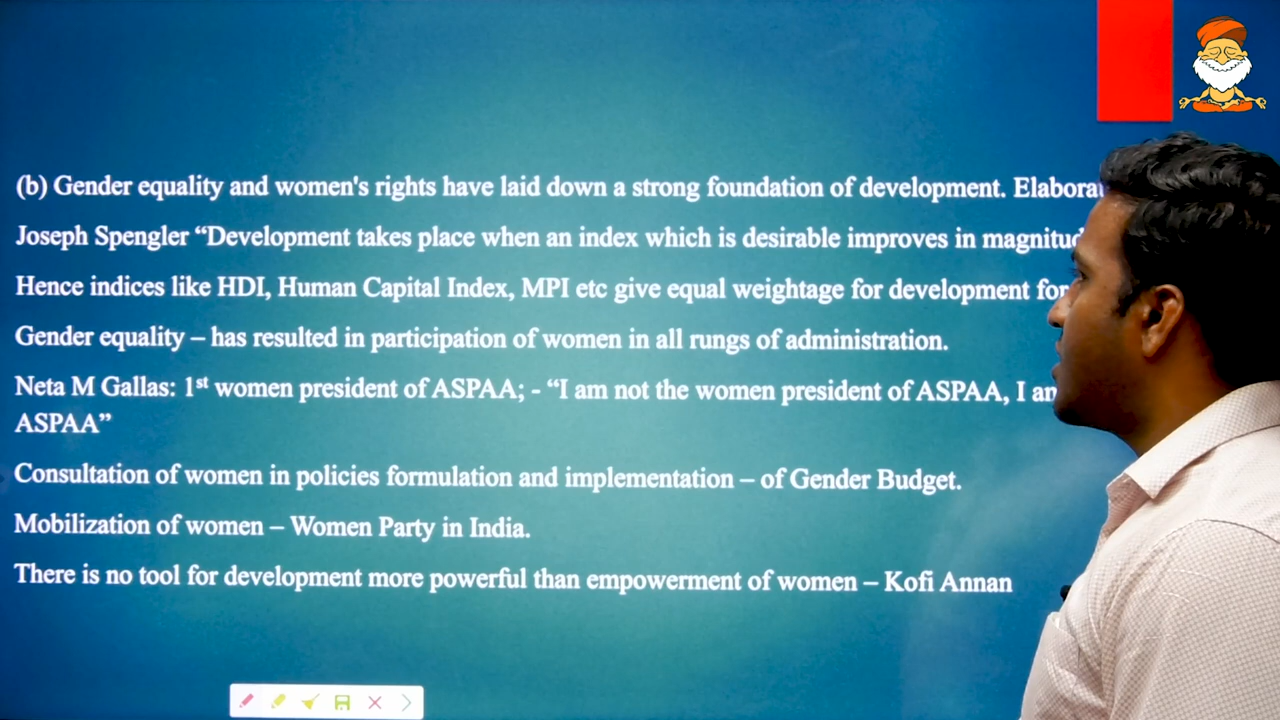 (b) Gender equality and women's rights have laid down a strong foundation of development.
Joseph Spengler “Development takes place when an index which is desirable improves in
Hence indices like HDI, Human Capital Index, MPI etc give equal weightage for development
Gender equality – has resulted in participation of women in all rungs of administration.
Neta M Gallas: 1st women president of ASPAA; - “I am not the women president of ASPAA, I
ASPAA”
Consultation of women in policies formulation and implementation – of Gender Budget.
Mobilization of women – Women Party in India.
There is no tool for development more powerful than empowerment of women – Kofi Annan